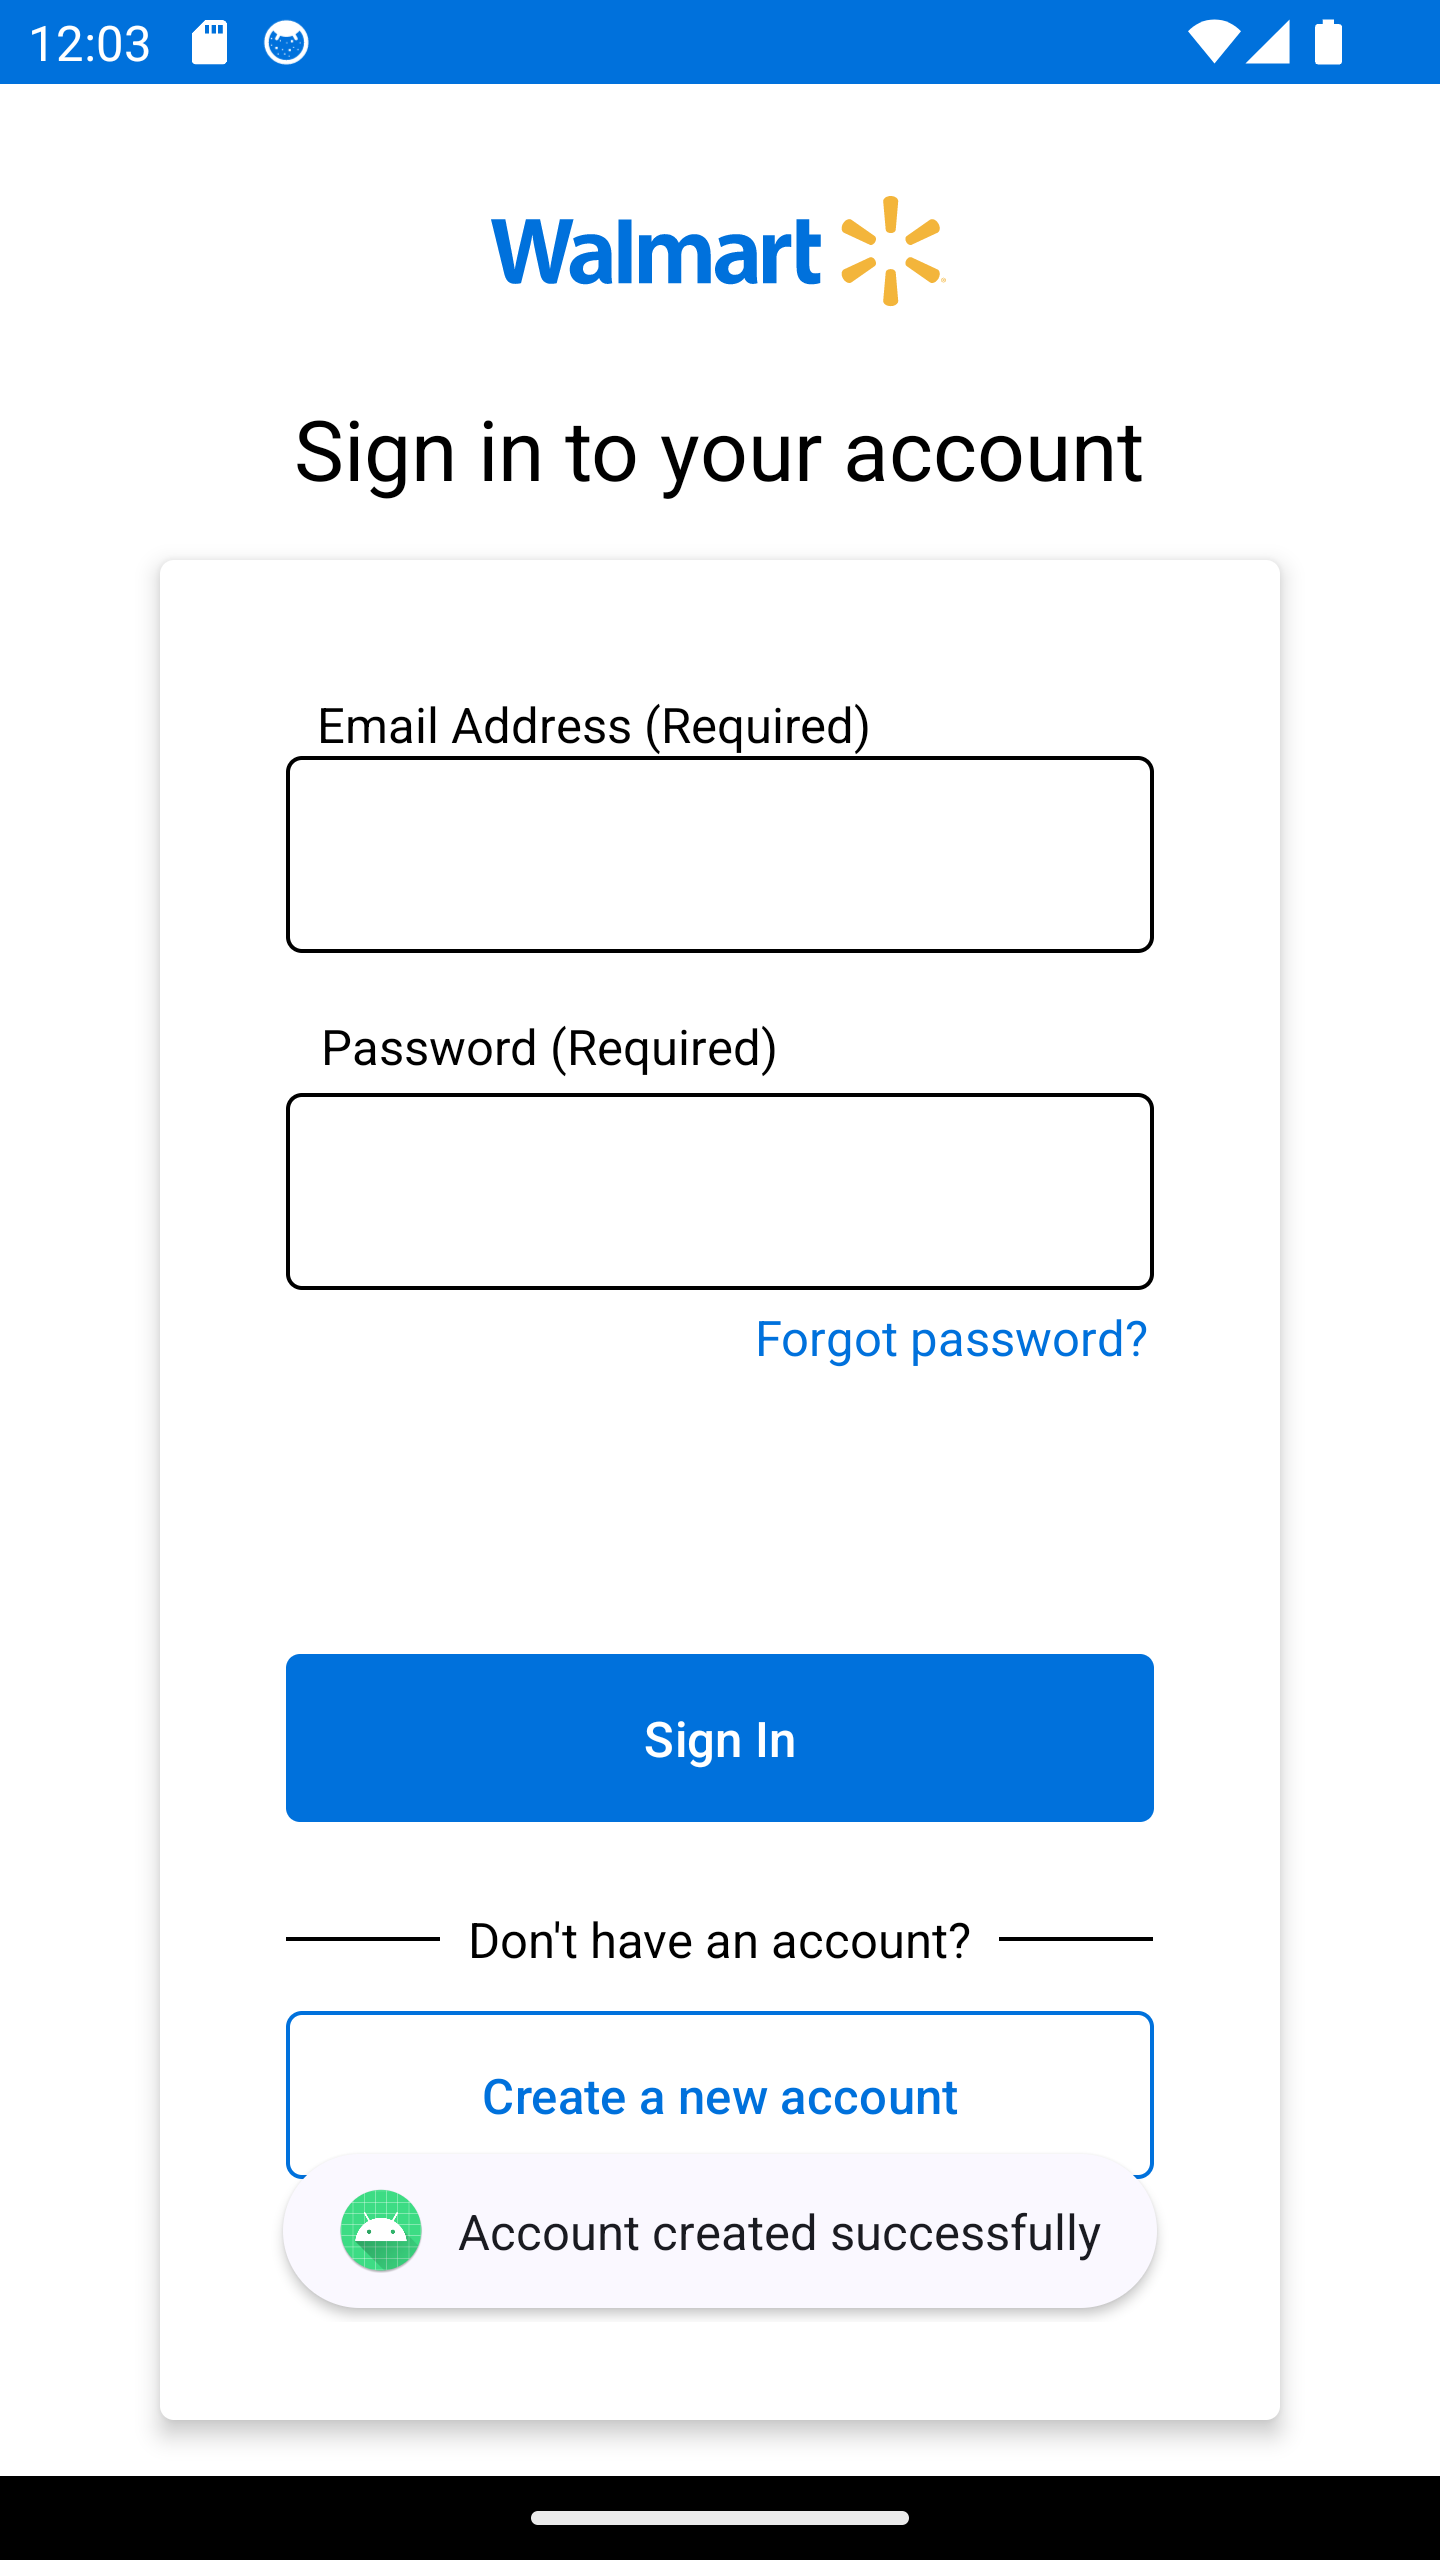 12:03
Walmart
Sign in to your account
Email Address (Required)
Password (Required)
Forgot password?
Sign In
Don't have an account?
Create a new account
Account created successfully